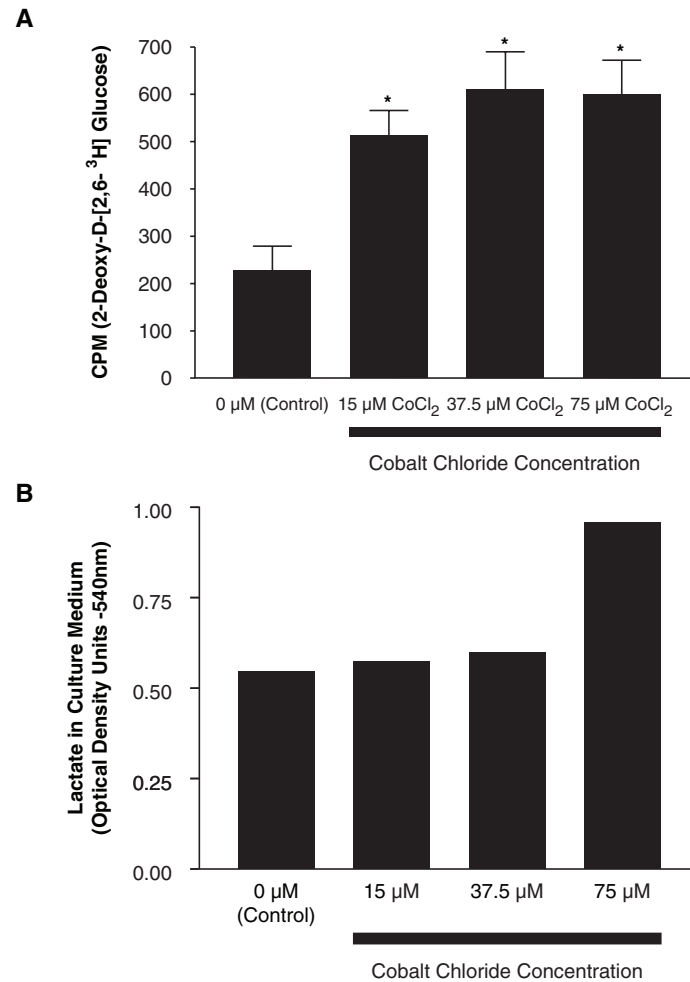 A
CPM (2-Deoxy-D-[2,6- ³H] Glucose)
700
600
500
400
300
200
100
0
*
*
*
0 µM (Control) 15 µM CoCl₂ 37.5 µM CoCl₂ 75 µM CoCl₂
Cobalt Chloride Concentration
B
Lactate in Culture Medium
(Optical Density Units -540nm)
1.00
0.75
0.50
0.25
0.00
0 µM 15 µM 37.5 µM 75 µM
(Control)
Cobalt Chloride Concentration